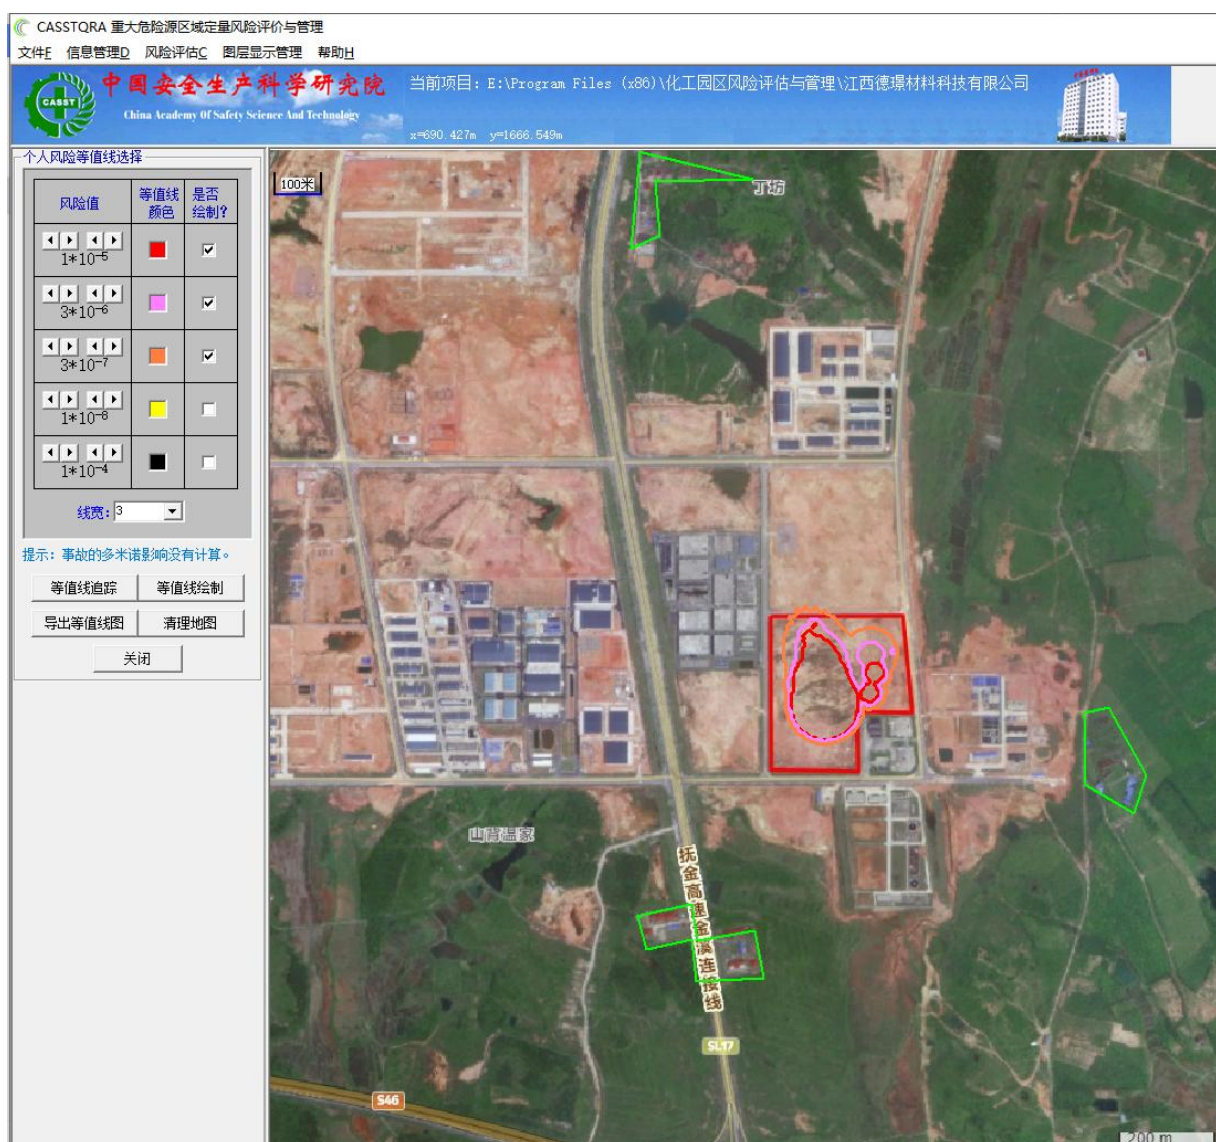 CASSTQRA 重大危险源区域定量风险评价与管理
文件F 信息管理D 风险评估C 图层显示管理 帮助H
CASST
中国安全生产科学研究院
China Academy Of Safety Science And Technology
当前项目：E:\Program Files (x86)\化工园区风险评估与管理\江西德璟材料科技有限公司
x=690.427m y=1666.549m
个人风险等值线选择
风险值 等值线颜色 是否绘制?
1*10-5
3*10-6
3*10-7
1*10-8
1*10-4
线宽：3
提示：事故的多米诺影响没有计算。
等值线追踪 等值线绘制
导出等值线图 清理地图
关闭
100米
丁坊
山背温家
抚金高速金溪连接线
SL17
S46
200 m